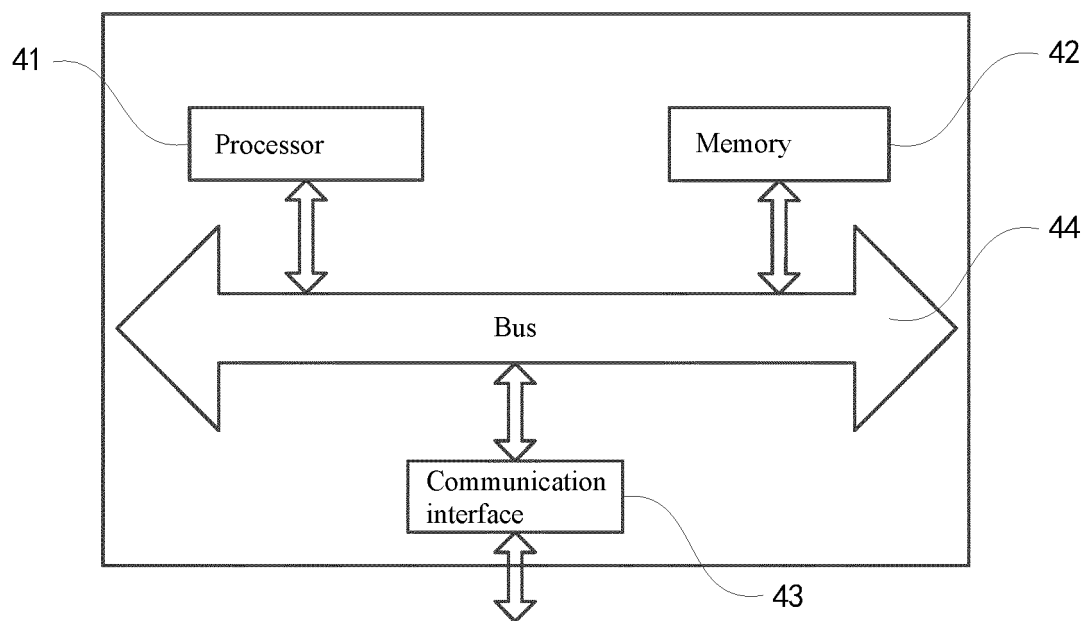 41
42
Processor
Memory
44
Bus
Communication
interface
43